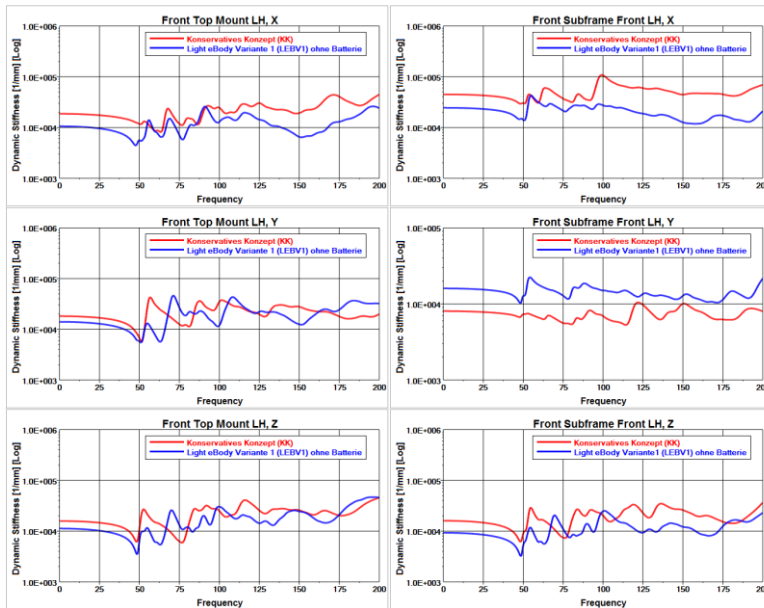 Front Top Mount LH, X
Dynamic Stiffness [1/mm] [Log]
1.0E+006
1.0E+005
1.0E+004
1.0E+003
Konservatives Konzept (KK)
Light eBody Variante 1 (LEBV1) ohne Batterie
0 25 50 75 100 125 150 175 200
Frequency
Front Subframe Front LH, X
Dynamic Stiffness [1/mm] [Log]
1.0E+006
1.0E+005
1.0E+004
1.0E+003
Konservatives Konzept (KK)
Light eBody Variante1 (LEBV1) ohne Batterie
0 25 50 75 100 125 150 175 200
Frequency
Front Top Mount LH, Y
Dynamic Stiffness [1/mm] [Log]
1.0E+006
1.0E+005
1.0E+004
1.0E+003
Konservatives Konzept (KK)
Light eBody Variante 1 (LEBV1) ohne Batterie
0 25 50 75 100 125 150 175 200
Frequency
Front Subframe Front LH, Y
Dynamic Stiffness [1/mm] [Log]
1.0E+005
1.0E+004
1.0E+003
Konservatives Konzept (KK)
Light eBody Variante1 (LEBV1) ohne Batterie
0 25 50 75 100 125 150 175 200
Frequency
Front Top Mount LH, Z
Dynamic Stiffness [1/mm] [Log]
1.0E+006
1.0E+005
1.0E+004
1.0E+003
Konservatives Konzept (KK)
Light eBody Variante 1 (LEBV1) ohne Batterie
0 25 50 75 100 125 150 175 200
Frequency
Front Subframe Front LH, Z
Dynamic Stiffness [1/mm] [Log]
1.0E+006
1.0E+005
1.0E+004
1.0E+003
Konservatives Konzept (KK)
Light eBody Variante1 (LEBV1) ohne Batterie
0 25 50 75 100 125 150 175 200
Frequency